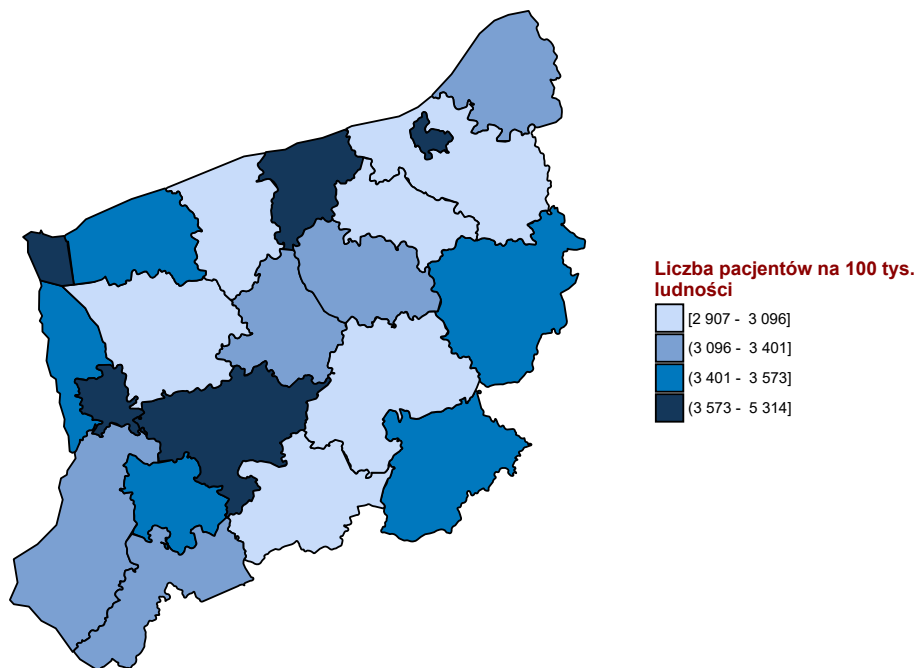 Liczba pacjentów na 100 tys.
ludności
[2 907 - 3 096]
(3 096 - 3 401]
(3 401 - 3 573]
(3 573 - 5 314]